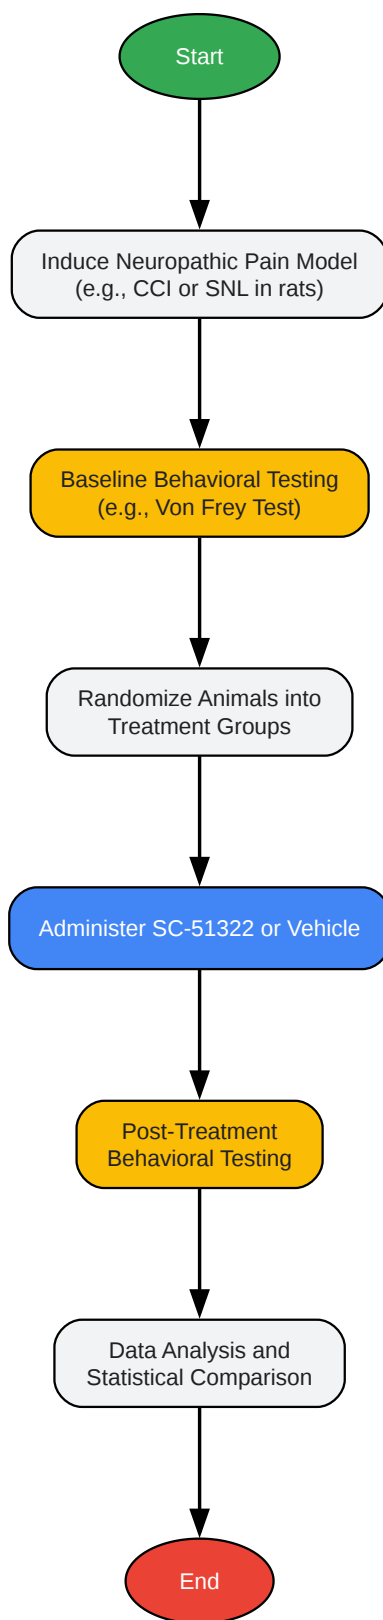 Start
Induce Neuropathic Pain Model
(e.g., CCI or SNL in rats)
Baseline Behavioral Testing
(e.g., Von Frey Test)
Randomize Animals into
Treatment Groups
Administer SC-51322 or Vehicle
Post-Treatment
Behavioral Testing
Data Analysis and
Statistical Comparison
End